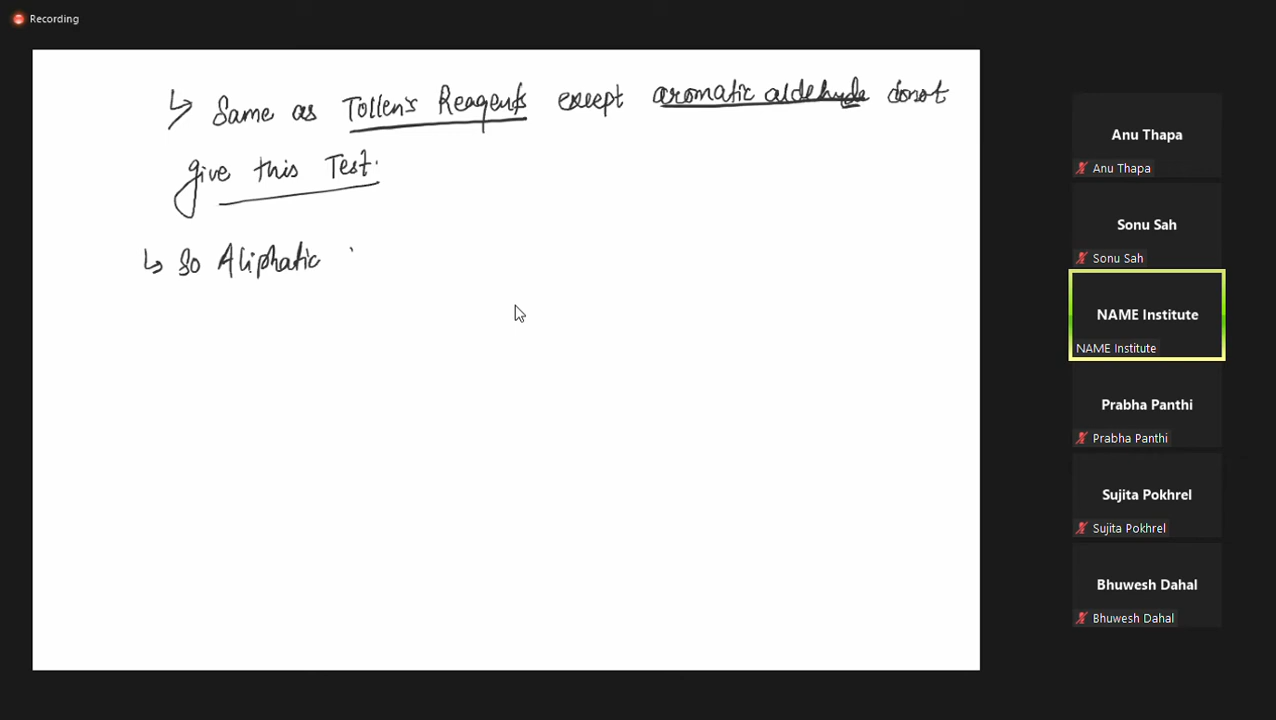 Recording
↳ Same as Tollen's Reagents except aromatic aldehyde donot
give this Test.
↳ So Aliphatic
Anu Thapa
Anu Thapa
Sonu Sah
Sonu Sah
NAME Institute
NAME Institute
Prabha Panthi
Prabha Panthi
Sujita Pokhrel
Sujita Pokhrel
Bhuwesh Dahal
Bhuwesh Dahal